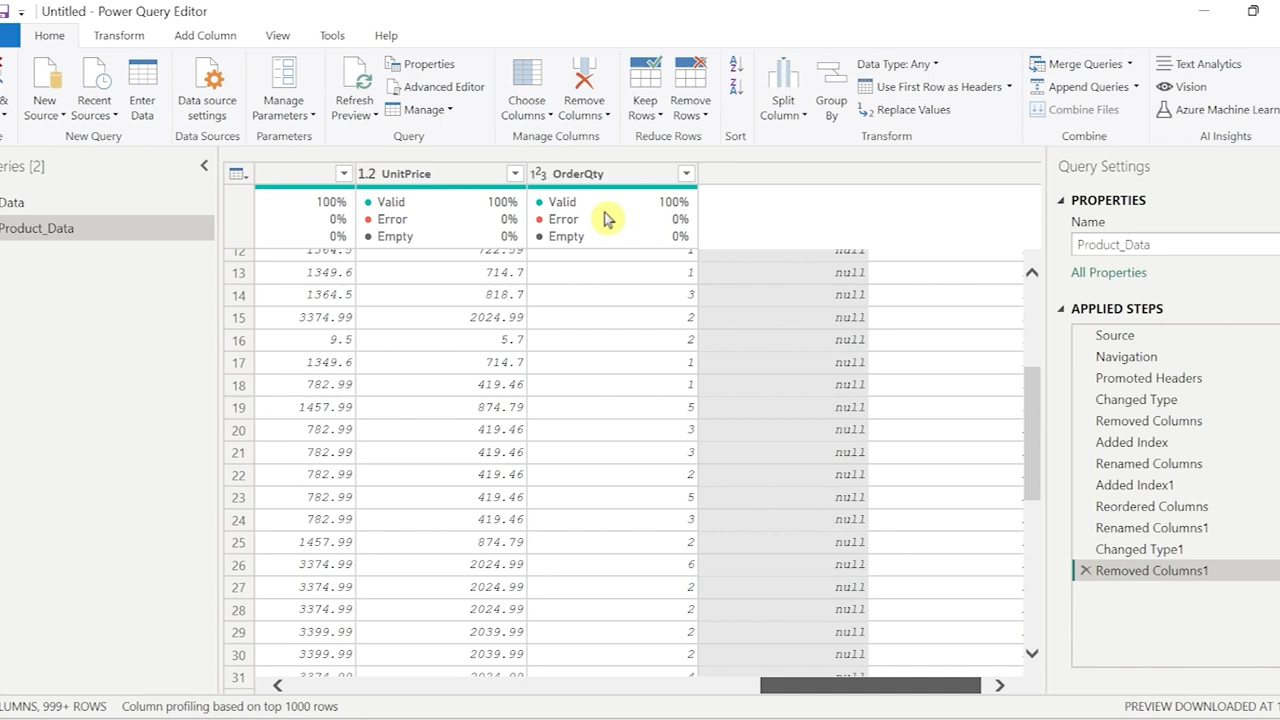 Untitled - Power Query Editor
Home Transform Add Column View Tools Help
New Source Recent Sources Enter Data
New Query
Data source settings
Data Sources
Manage Parameters
Parameters
Refresh Preview
Properties
Advanced Editor
Manage
Query
Choose Columns Remove Columns
Manage Columns
Keep Rows Remove Rows
Reduce Rows
Sort
Split Column Group By
Data Type: Any
Use First Row as Headers
Replace Values
Transform
Merge Queries
Append Queries
Combine Files
Combine
Text Analytics
Vision
Azure Machine Learn
AI Insights
eries [2]
Data
Product_Data
1.2 UnitPrice 123 OrderQty
100% Valid 100% Valid 100%
0% Error 0% Error 0%
0% Empty 0% Empty 0%
12 1364.5 722.59 1 null
13 1349.6 714.7 1 null
14 1364.5 818.7 3 null
15 3374.99 2024.99 2 null
16 9.5 5.7 2 null
17 1349.6 714.7 1 null
18 782.99 419.46 1 null
19 1457.99 874.79 5 null
20 782.99 419.46 3 null
21 782.99 419.46 3 null
22 782.99 419.46 2 null
23 782.99 419.46 5 null
24 782.99 419.46 3 null
25 1457.99 874.79 2 null
26 3374.99 2024.99 6 null
27 3374.99 2024.99 2 null
28 3374.99 2024.99 2 null
29 3399.99 2039.99 2 null
30 3399.99 2039.99 2 null
31
Query Settings
PROPERTIES
Name
Product_Data
All Properties
APPLIED STEPS
Source
Navigation
Promoted Headers
Changed Type
Removed Columns
Added Index
Renamed Columns
Added Index1
Reordered Columns
Renamed Columns1
Changed Type1
Removed Columns1
LUMNS, 999+ ROWS Column profiling based on top 1000 rows
PREVIEW DOWNLOADED AT 1